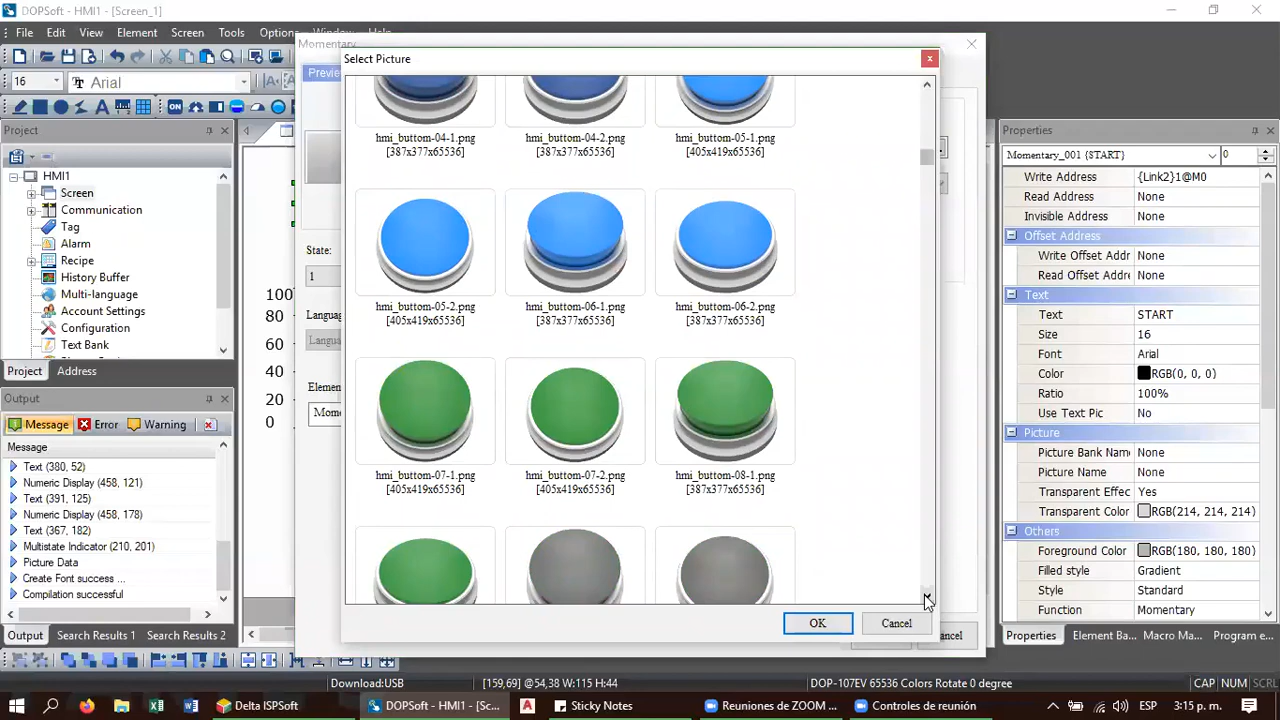 DOPSoft - HMI1 - [Screen_1]
File Edit View Element Screen Tools Options Window Help
16 Arial
Project
HMI1
Screen
Communication
Tag
Alarm
Recipe
History Buffer
Multi-language
Account Settings
Configuration
Text Bank
Project Address
Output
Message Error Warning
Message
Text (380, 52)
Numeric Display (458, 121)
Text (391, 125)
Numeric Display (458, 178)
Text (367, 182)
Multistate Indicator (210, 201)
Picture Data
Create Font success ...
Compilation successful
Output Search Results 1 Search Results 2
100
80
60
40
20
0
Momentary
Preview
State:
1
Language
Langua
Element
Mome
Select Picture
hmi_buttom-04-1.png
[387x377x65536]
hmi_buttom-04-2.png
[387x377x65536]
hmi_buttom-05-1.png
[405x419x65536]
hmi_buttom-05-2.png
[405x419x65536]
hmi_buttom-06-1.png
[387x377x65536]
hmi_buttom-06-2.png
[387x377x65536]
hmi_buttom-07-1.png
[405x419x65536]
hmi_buttom-07-2.png
[405x419x65536]
hmi_buttom-08-1.png
[387x377x65536]
OK Cancel
ancel
Properties
Momentary_001 {START} 0
Write Address {Link2}1@M0
Read Address None
Invisible Address None
Offset Address
Write Offset Addr None
Read Offset Addr None
Text
Text START
Size 16
Font Arial
Color RGB(0, 0, 0)
Ratio 100%
Use Text Pic No
Picture
Picture Bank Name None
Picture Name None
Transparent Effec Yes
Transparent Color RGB(214, 214, 214)
Others
Foreground Color RGB(180, 180, 180)
Filled style Gradient
Style Standard
Function Momentary
Properties Element Ba... Macro Ma... Program e...
Download:USB [159,69] @54,38 W:115 H:44 DOP-107EV 65536 Colors Rotate 0 degree CAP NUM SCRL
Delta ISPSoft DOPSoft - HMI1 - [Sc... Sticky Notes Reuniones de ZOOM ... Controles de reunión ESP 3:15 p. m.